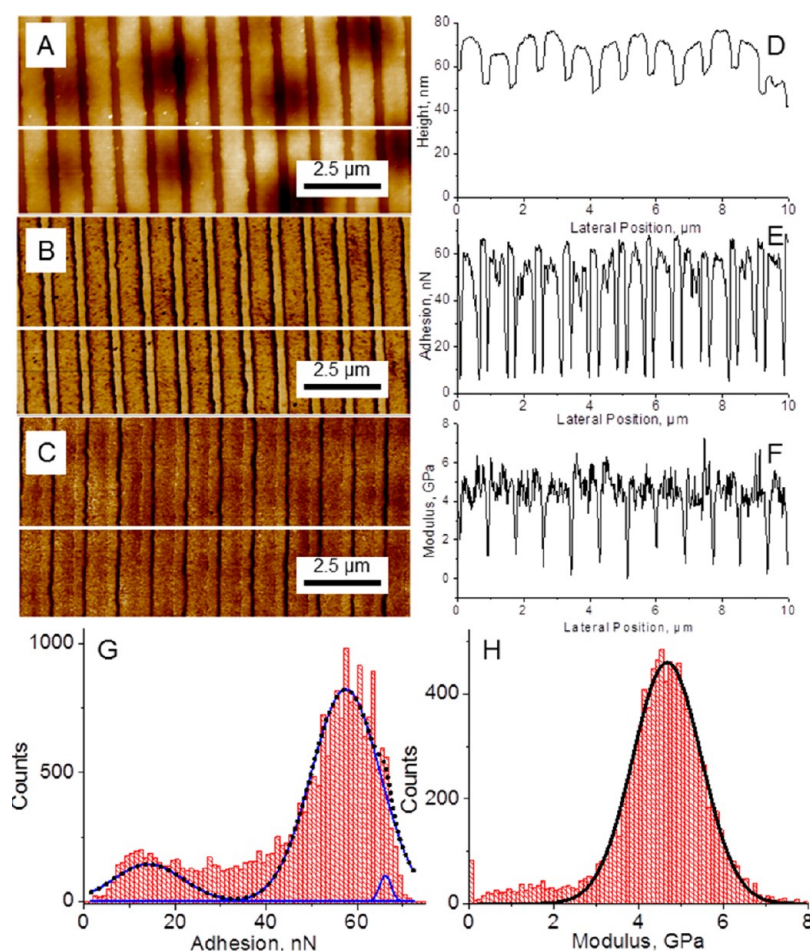 A
2.5 µm
B
2.5 µm
C
2.5 µm
D
Height, nm
80
60
40
20
0
0 2 4 6 8 10
Lateral Position, µm
E
Adhesion, nN
60
40
20
0
0 2 4 6 8 10
Lateral Position, µm
F
Modulus, GPa
8
6
4
2
0
0 2 4 6 8 10
Lateral Position, µm
G
Counts
1000
500
0
0 20 40 60
Adhesion, nN
H
Counts
400
200
0
0 2 4 6 8
Modulus, GPa